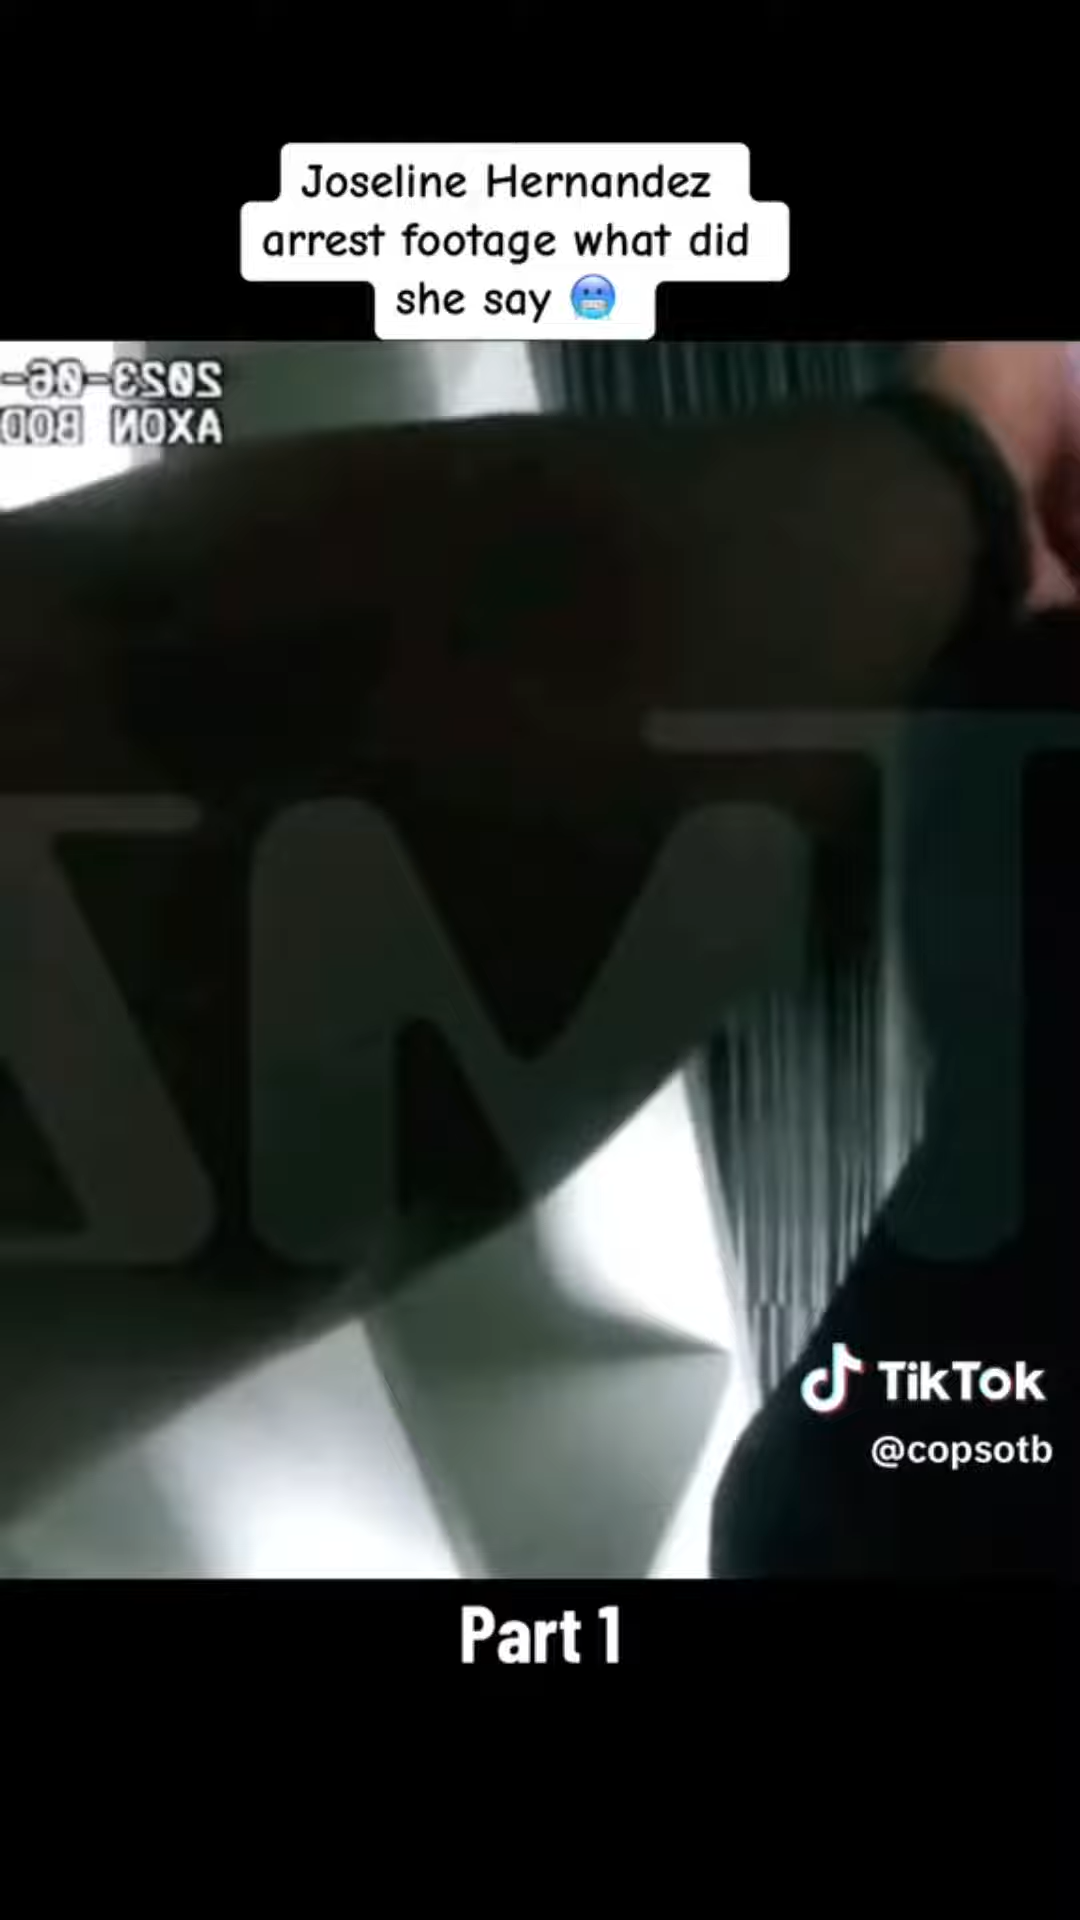 Joseline Hernandez
arrest footage what did
she say 🥶
2023-06-
AXON BOD
TikTok
@copsotb
Part 1